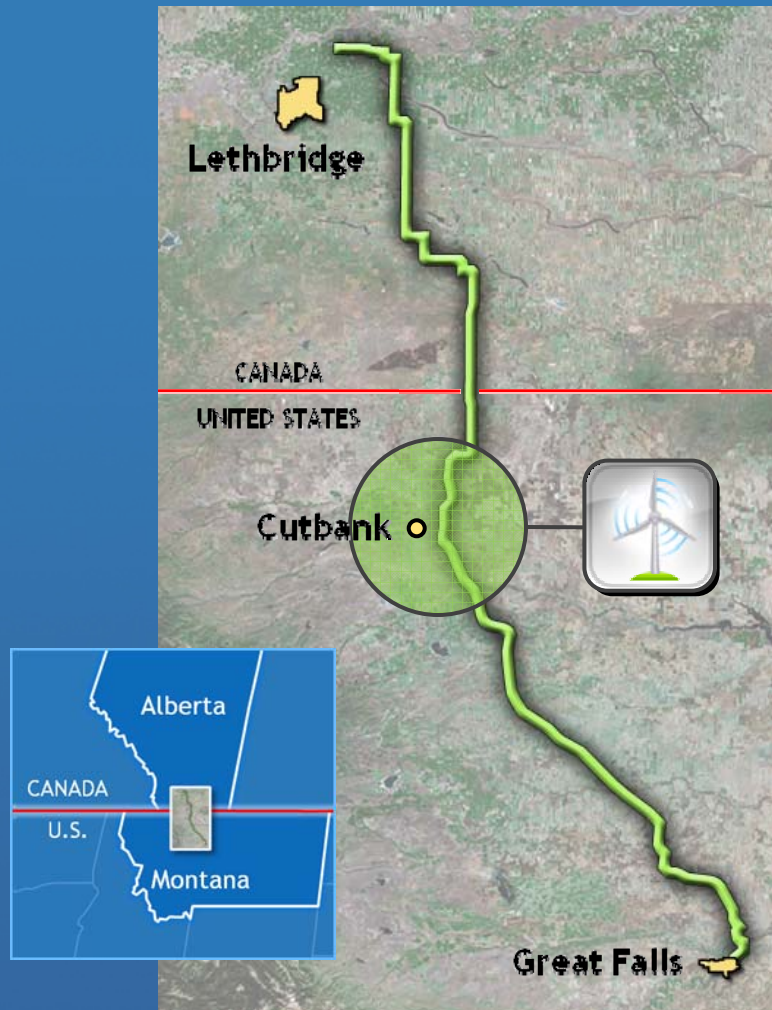 Lethbridge
CANADA
UNITED STATES
Cutbank
Alberta
CANADA
U.S.
Montana
Great Falls